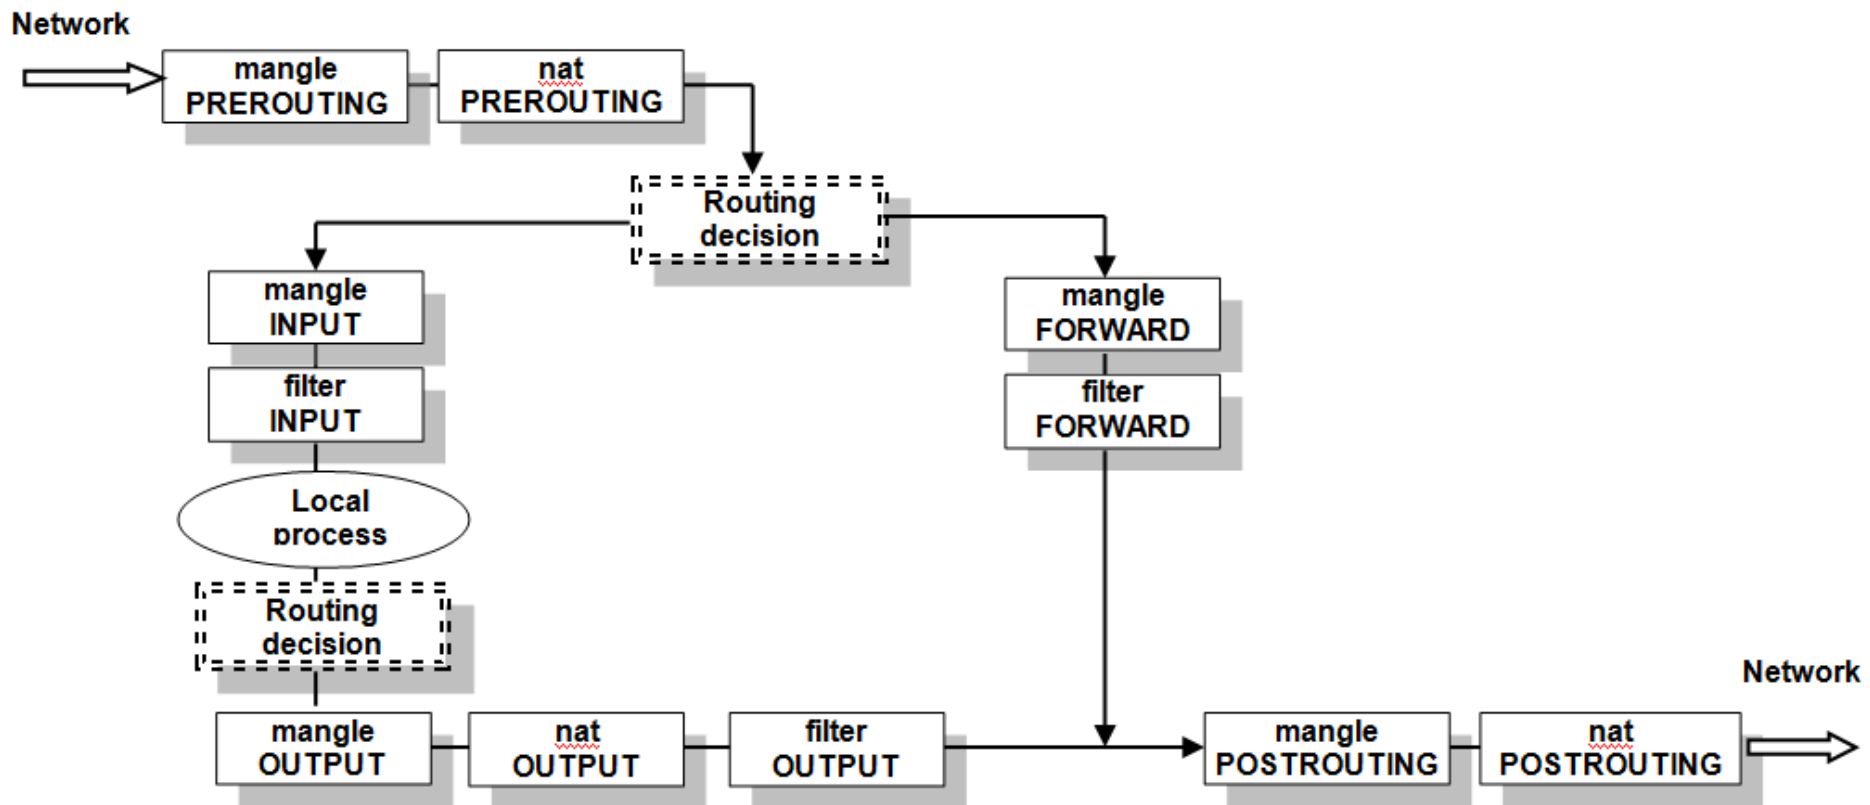 Network
mangle
PREROUTING
nat
PREROUTING
Routing
decision
mangle
INPUT
filter
INPUT
Local
process
Routing
decision
mangle
FORWARD
filter
FORWARD
mangle
OUTPUT
nat
OUTPUT
filter
OUTPUT
mangle
POSTROUTING
nat
POSTROUTING
Network